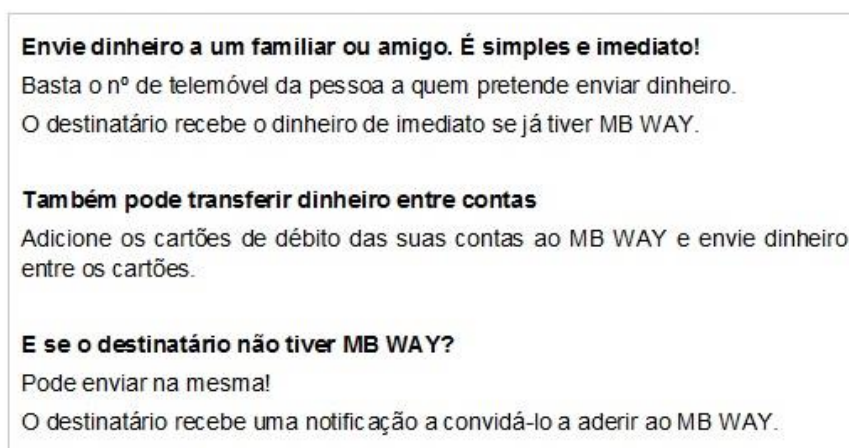 Envie dinheiro a um familiar ou amigo. É simples e imediato!
Basta o nº de telemóvel da pessoa a quem pretende enviar dinheiro.
O destinatário recebe o dinheiro de imediato se já tiver MB WAY.
Também pode transferir dinheiro entre contas
Adicione os cartões de débito das suas contas ao MB WAY e envie dinheiro
entre os cartões.
E se o destinatário não tiver MB WAY?
Pode enviar na mesma!
O destinatário recebe uma notificação a convidá-lo a aderir ao MB WAY.